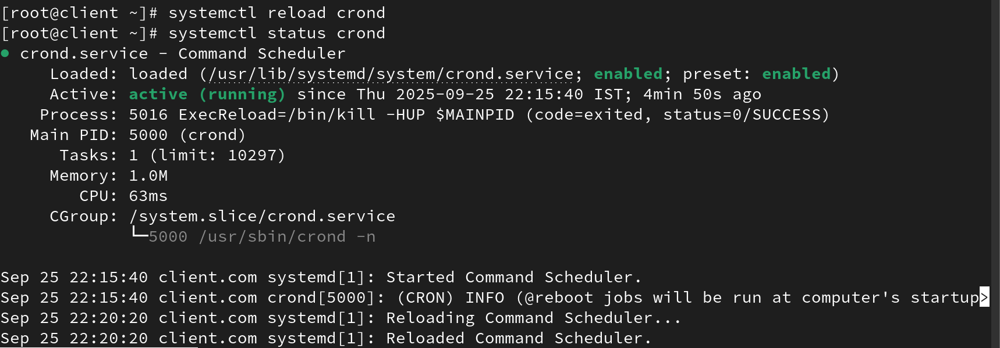 [root@client ~]# systemctl reload crond
[root@client ~]# systemctl status crond
● crond.service - Command Scheduler
     Loaded: loaded (/usr/lib/systemd/system/crond.service; enabled; preset: enabled)
     Active: active (running) since Thu 2025-09-25 22:15:40 IST; 4min 50s ago
    Process: 5016 ExecReload=/bin/kill -HUP $MAINPID (code=exited, status=0/SUCCESS)
   Main PID: 5000 (crond)
      Tasks: 1 (limit: 10297)
     Memory: 1.0M
        CPU: 63ms
     CGroup: /system.slice/crond.service
             └─5000 /usr/sbin/crond -n
Sep 25 22:15:40 client.com systemd[1]: Started Command Scheduler.
Sep 25 22:15:40 client.com crond[5000]: (CRON) INFO (@reboot jobs will be run at computer's startup>
Sep 25 22:20:20 client.com systemd[1]: Reloading Command Scheduler...
Sep 25 22:20:20 client.com systemd[1]: Reloaded Command Scheduler.